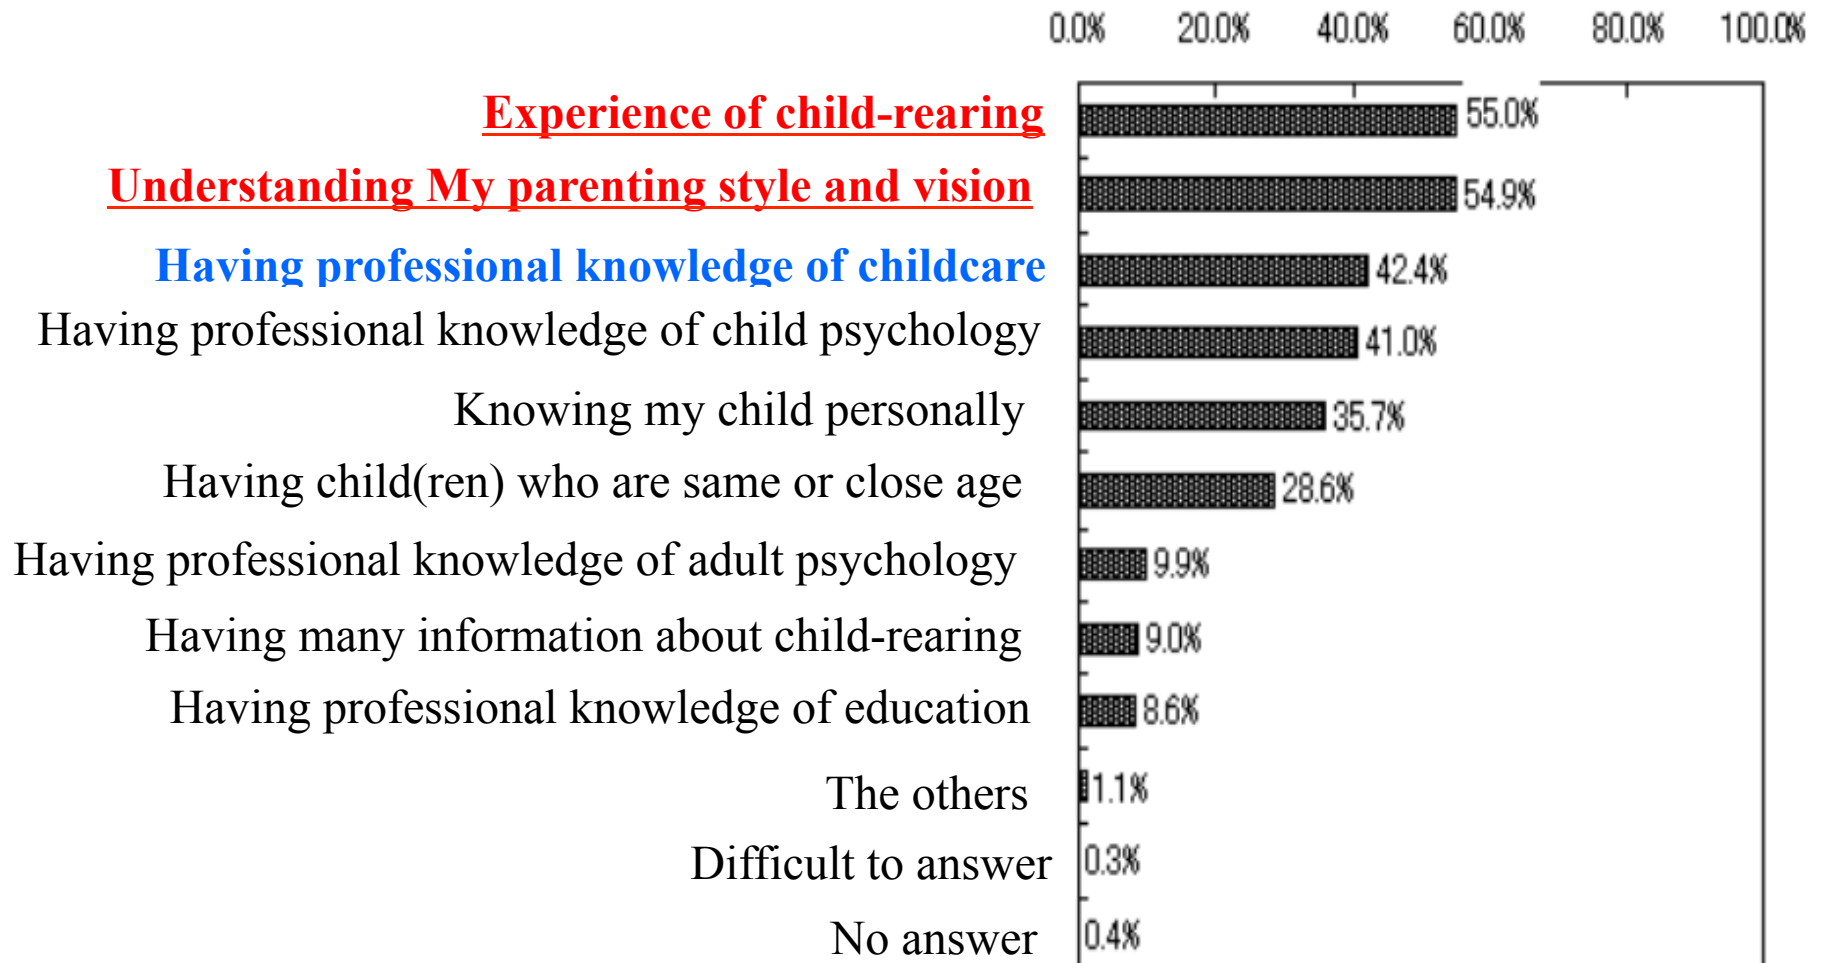 0.0% 20.0% 40.0% 60.0% 80.0% 100.0%
Experience of child-rearing 55.0%
Understanding My parenting style and vision 54.9%
Having professional knowledge of childcare 42.4%
Having professional knowledge of child psychology 41.0%
Knowing my child personally 35.7%
Having child(ren) who are same or close age 28.6%
Having professional knowledge of adult psychology 9.9%
Having many information about child-rearing 9.0%
Having professional knowledge of education 8.6%
The others 1.1%
Difficult to answer 0.3%
No answer 0.4%